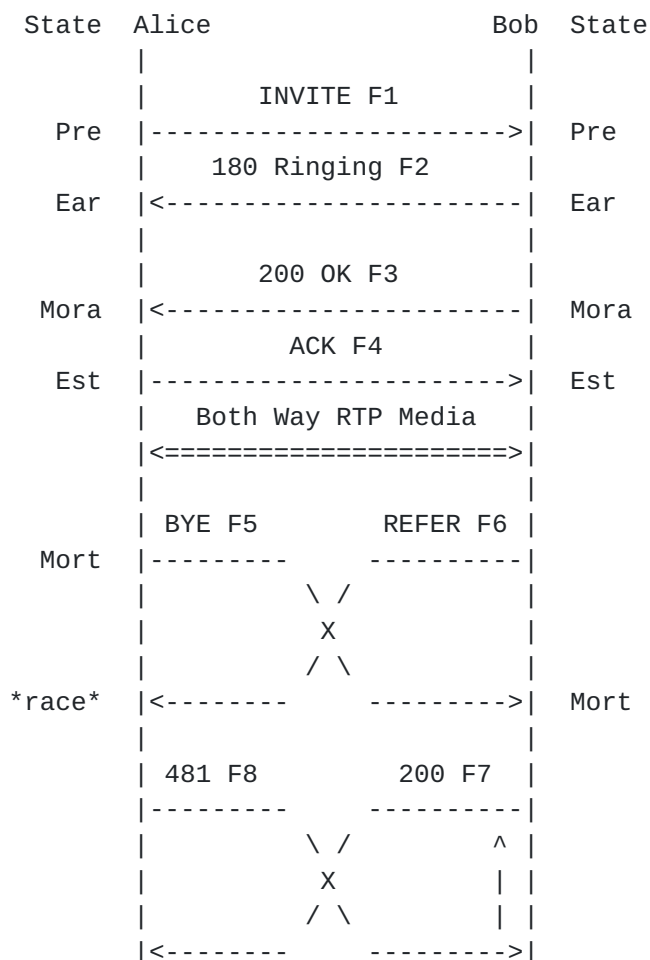 State  Alice                  Bob  State
       |                        |
       |       INVITE F1        |
  Pre  |----------------------->|  Pre
       |    180 Ringing F2      |
  Ear  |<-----------------------|  Ear
       |                        |
       |       200 OK F3        |
 Mora  |<-----------------------|  Mora
       |         ACK F4         |
  Est  |----------------------->|  Est
       |   Both Way RTP Media   |
       |<======================>|
       |                        |
       | BYE F5        REFER F6 |
 Mort  |---------     ----------|
       |          \ /           |
       |           X            |
       |          / \           |
*race* |<--------     --------->|  Mort
       |                        |
       | 481 F8         200 F7  |
       |---------     ----------|
       |          \ /         ^ |
       |           X          | |
       |          / \         | |
       |<--------     --------->|